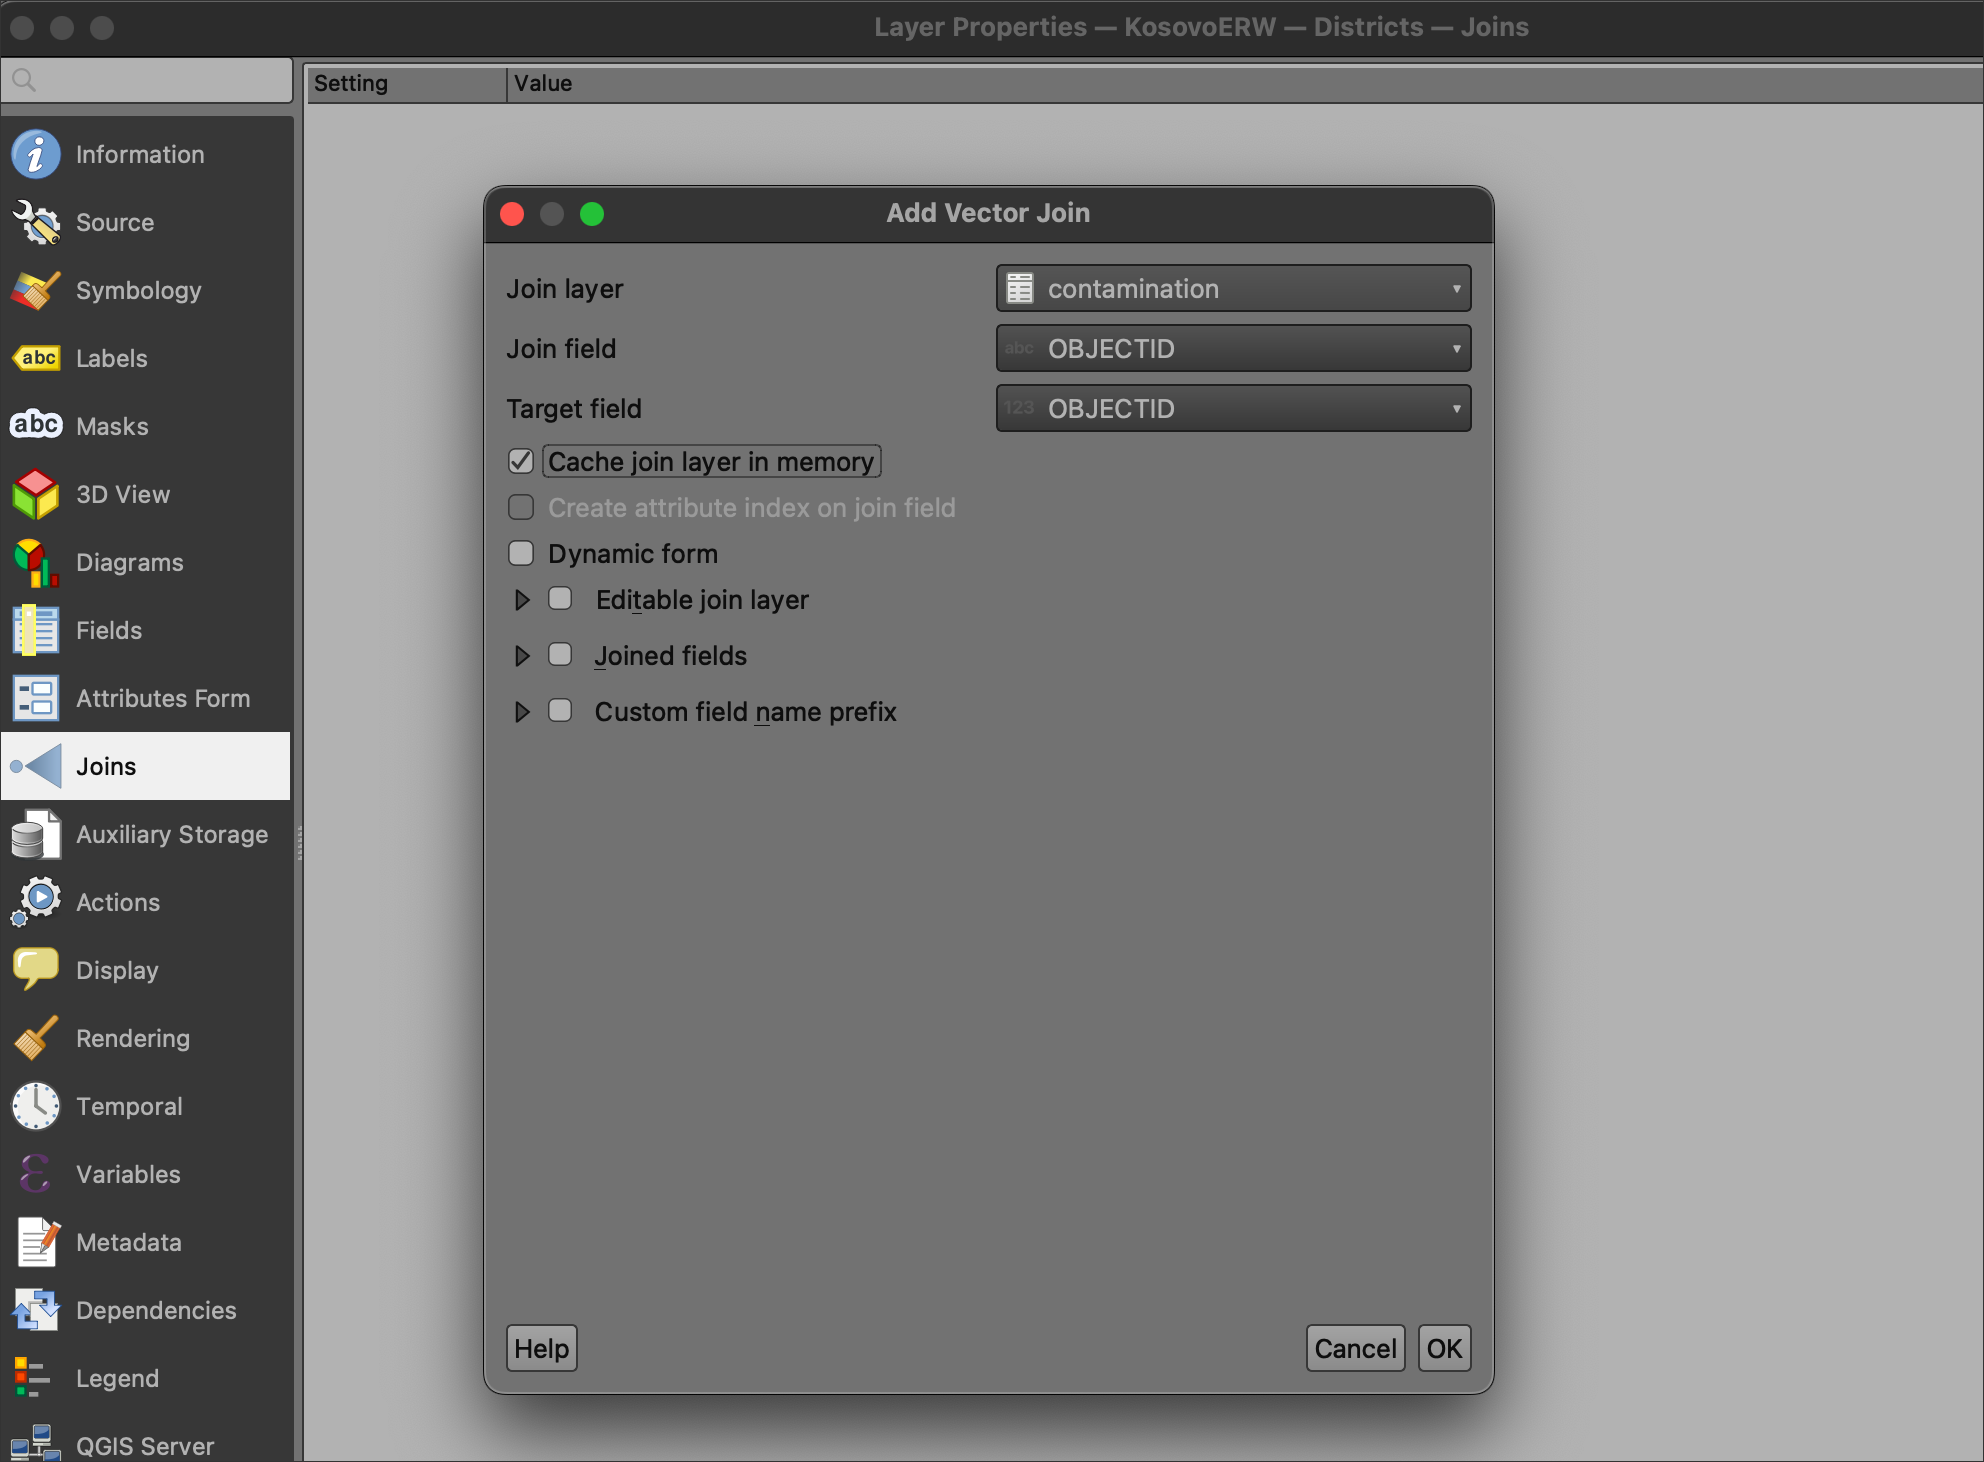 Layer Properties — KosovoERW — Districts — Joins
Setting
Value
Information
Source
Symbology
abc
Labels
abc
Masks
3D View
Diagrams
Fields
Attributes Form
Joins
Auxiliary Storage
Actions
Display
Rendering
Temporal
Variables
Metadata
Dependencies
Legend
QGIS Server
Add Vector Join
Join layer
contamination
Join field
abc OBJECTID
Target field
123 OBJECTID
Cache join layer in memory
Create attribute index on join field
Dynamic form
Editable join layer
Joined fields
Custom field name prefix
Help
Cancel
OK